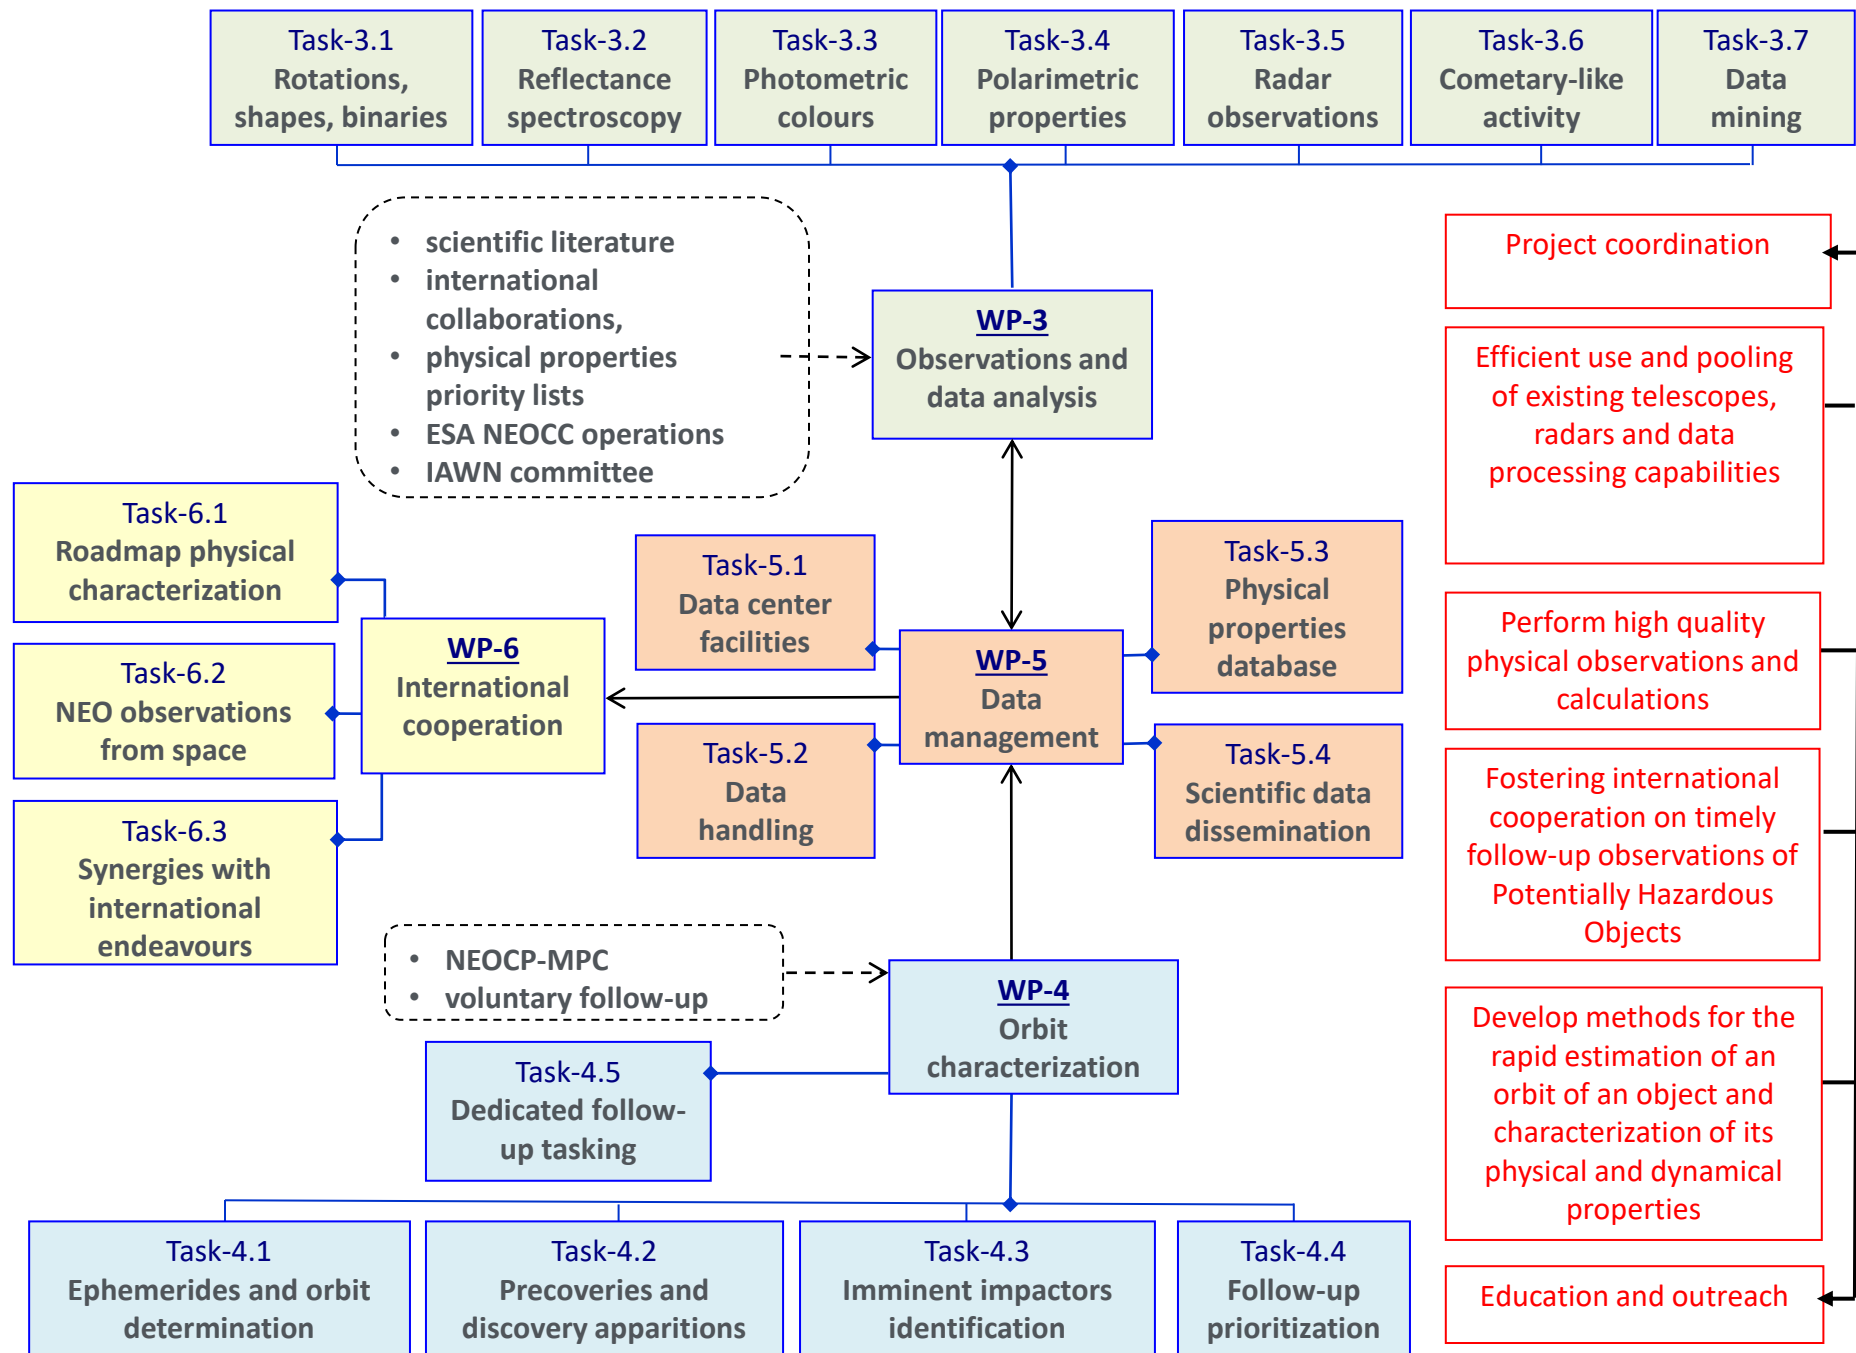 Task-3.1
Rotations,
shapes, binaries
Task-3.2
Reflectance
spectroscopy
Task-3.3
Photometric
colours
Task-3.4
Polarimetric
properties
Task-3.5
Radar
observations
Task-3.6
Cometary-like
activity
Task-3.7
Data
mining
• scientific literature
• international
collaborations,
• physical properties
priority lists
• ESA NEOCC operations
• IAWN committee
WP-3
Observations and
data analysis
Task-6.1
Roadmap physical
characterization
Task-6.2
NEO observations
from space
Task-6.3
Synergies with
international
endeavours
WP-6
International
cooperation
Task-5.1
Data center
facilities
Task-5.2
Data
handling
WP-5
Data
management
Task-5.3
Physical
properties
database
Task-5.4
Scientific data
dissemination
• NEOCP-MPC
• voluntary follow-up
WP-4
Orbit
characterization
Task-4.5
Dedicated follow-
up tasking
Task-4.1
Ephemerides and orbit
determination
Task-4.2
Precoveries and
discovery apparitions
Task-4.3
Imminent impactors
identification
Task-4.4
Follow-up
prioritization
Project coordination
Efficient use and pooling
of existing telescopes,
radars and data
processing capabilities
Perform high quality
physical observations and
calculations
Fostering international
cooperation on timely
follow-up observations of
Potentially Hazardous
Objects
Develop methods for the
rapid estimation of an
orbit of an object and
characterization of its
physical and dynamical
properties
Education and outreach